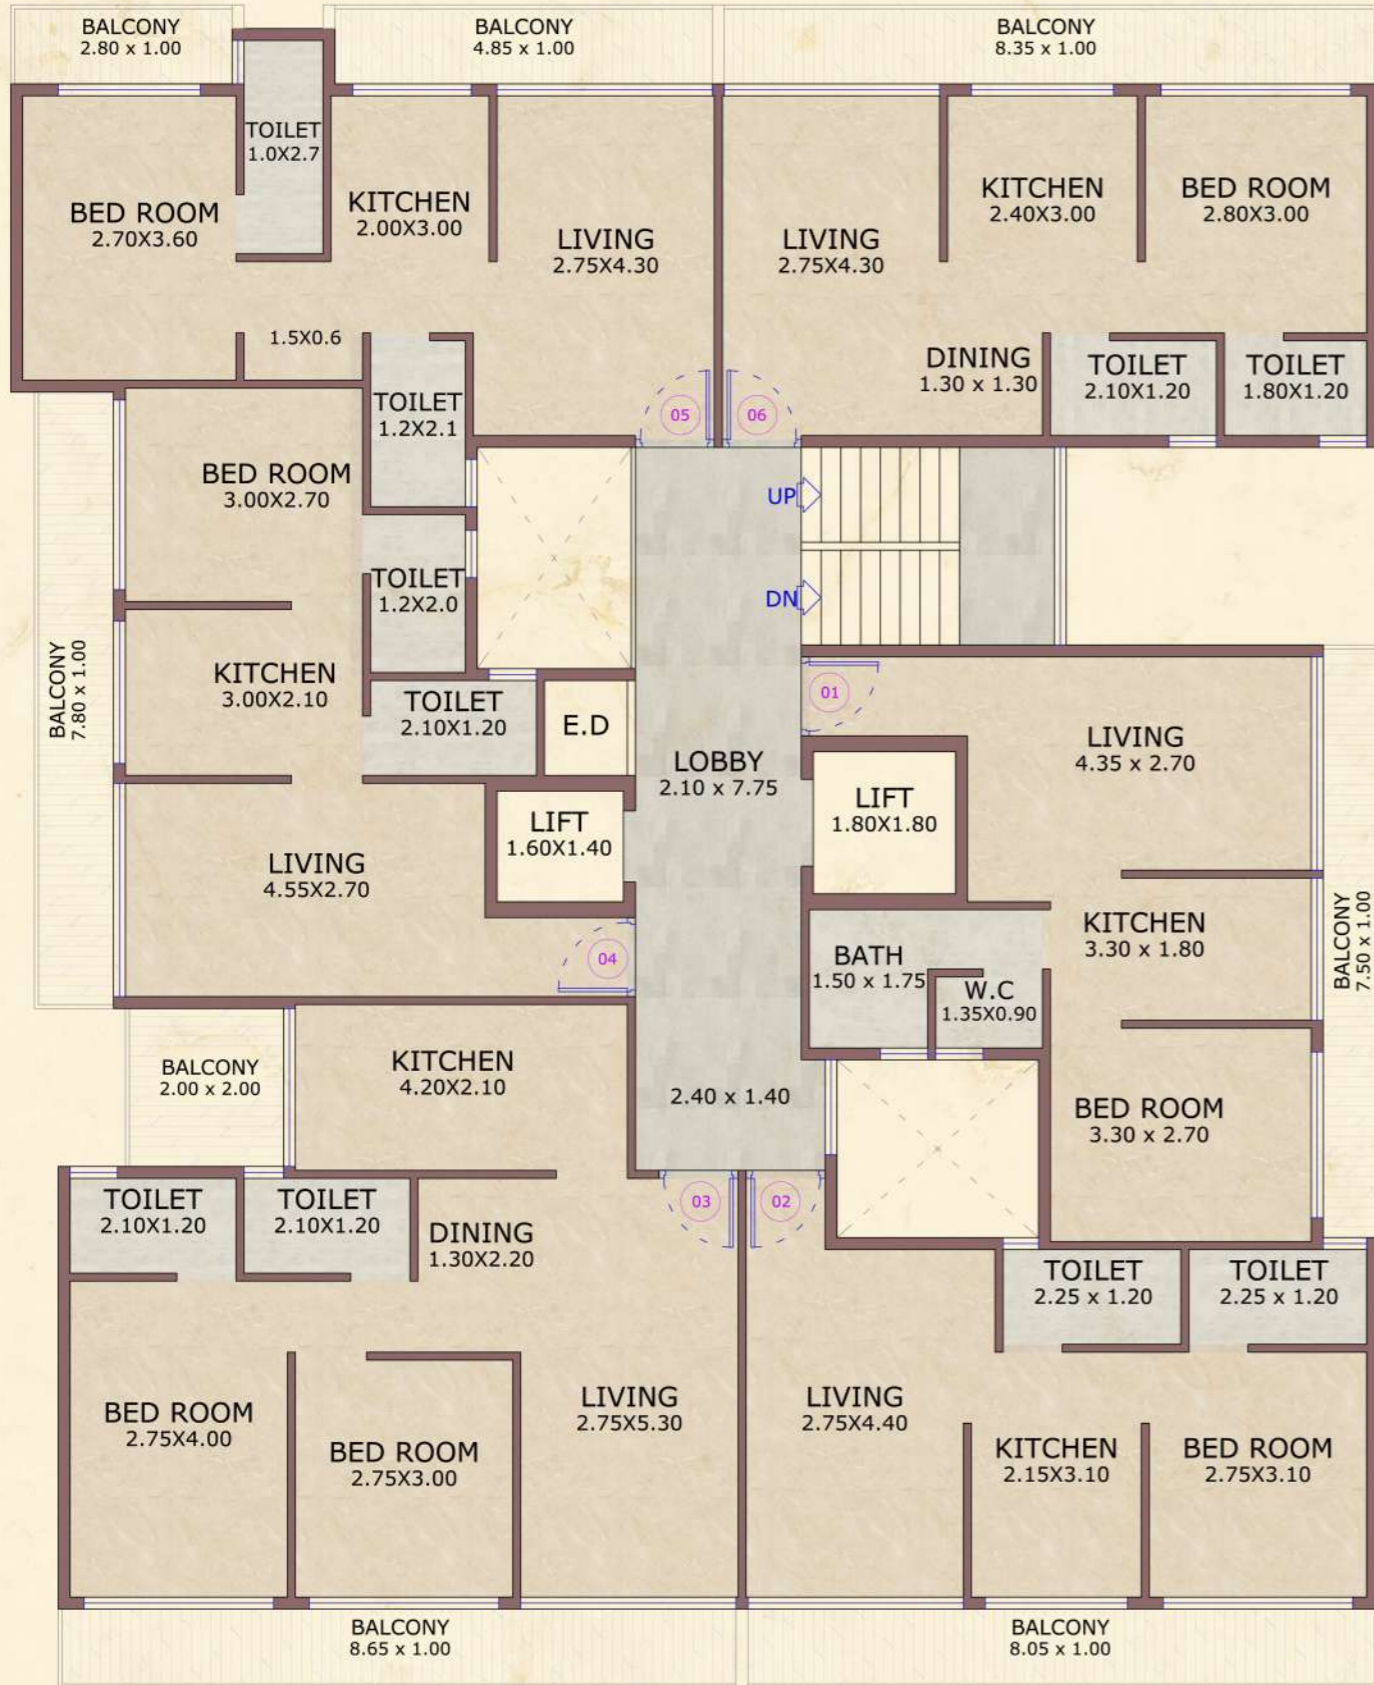 BALCONY
2.80 x 1.00
BALCONY
4.85 x 1.00
BALCONY
8.35 x 1.00
TOILET
1.0X2.7
BED ROOM
2.70X3.60
KITCHEN
2.00X3.00
LIVING
2.75X4.30
LIVING
2.75X4.30
KITCHEN
2.40X3.00
BED ROOM
2.80X3.00
1.5X0.6
DINING
1.30 x 1.30
TOILET
2.10X1.20
TOILET
1.80X1.20
TOILET
1.2X2.1
05
06
BED ROOM
3.00X2.70
UP
TOILET
1.2X2.0
DN
BALCONY
7.80 x 1.00
KITCHEN
3.00X2.10
TOILET
2.10X1.20
E.D
01
LOBBY
2.10 x 7.75
LIVING
4.35 x 2.70
LIFT
1.60X1.40
LIFT
1.80X1.80
LIVING
4.55X2.70
04
BATH
1.50 x 1.75
W.C
1.35X0.90
KITCHEN
3.30 x 1.80
BALCONY
7.50 x 1.00
BALCONY
2.00 x 2.00
KITCHEN
4.20X2.10
2.40 x 1.40
BED ROOM
3.30 x 2.70
TOILET
2.10X1.20
TOILET
2.10X1.20
DINING
1.30X2.20
03
02
TOILET
2.25 x 1.20
TOILET
2.25 x 1.20
BED ROOM
2.75X4.00
BED ROOM
2.75X3.00
LIVING
2.75X5.30
LIVING
2.75X4.40
KITCHEN
2.15X3.10
BED ROOM
2.75X3.10
BALCONY
8.65 x 1.00
BALCONY
8.05 x 1.00